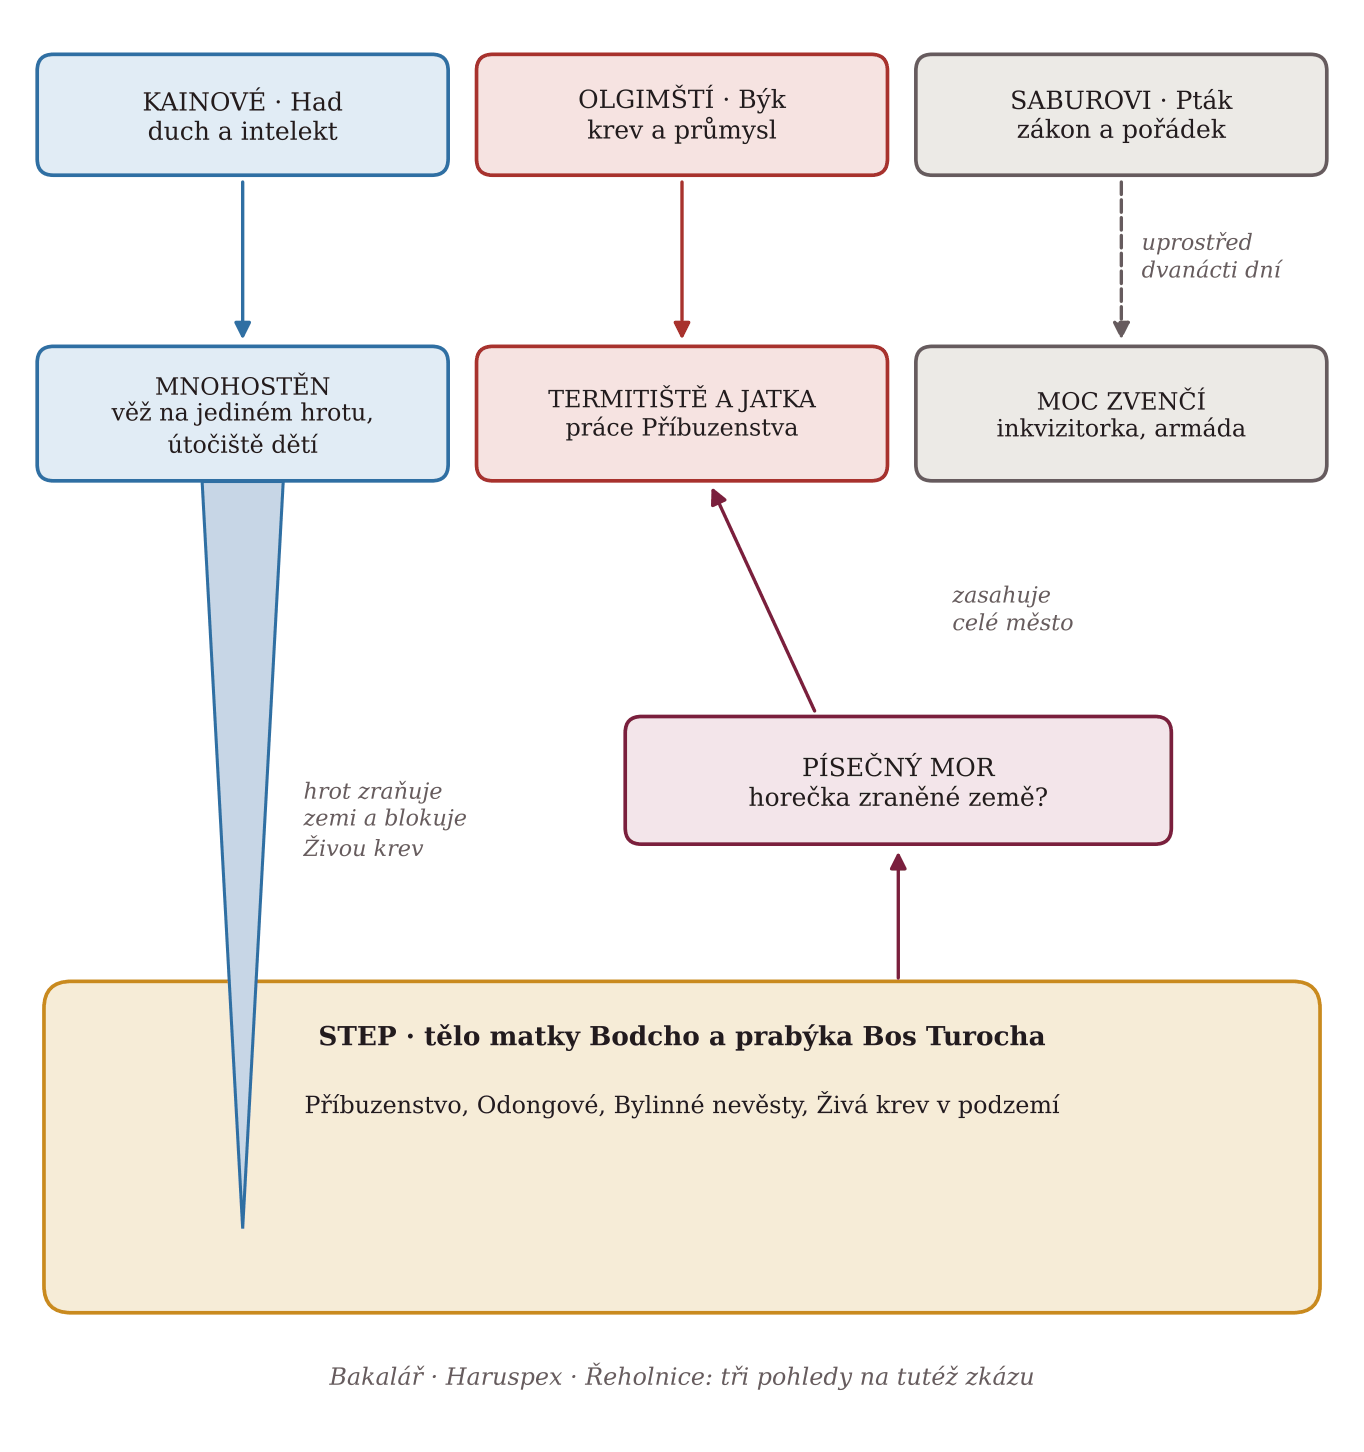 KAINOVÉ · Had
duch a intelekt
OLGIMŠTÍ · Býk
krev a průmysl
SABUROVI · Pták
zákon a pořádek
uprostřed
dvanácti dní
MNOHOSTĚN
věž na jediném hrotu,
útočiště dětí
TERMITIŠTĚ A JATKA
práce Příbuzenstva
MOC ZVENČÍ
inkvizitorka, armáda
zasahuje
celé město
PÍSEČNÝ MOR
horečka zraněné země?
hrot zraňuje
zemi a blokuje
Živou krev
STEP · tělo matky Bodcho a prabýka Bos Turocha
Příbuzenstvo, Odongové, Bylinné nevěsty, Živá krev v podzemí
Bakalář · Haruspex · Řeholnice: tři pohledy na tutéž zkázu